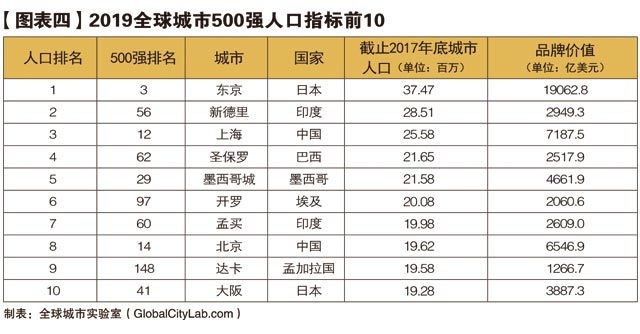 【图表四】2019全球城市500强人口指标前10
人口排名 500强排名 城市 国家 截止2017年底城市人口（单位：百万） 品牌价值（单位：亿美元）
1 3 东京 日本 37.47 19062.8
2 56 新德里 印度 28.51 2949.3
3 12 上海 中国 25.58 7187.5
4 62 圣保罗 巴西 21.65 2517.9
5 29 墨西哥城 墨西哥 21.58 4661.9
6 97 开罗 埃及 20.08 2060.6
7 60 孟买 印度 19.98 2609.0
8 14 北京 中国 19.62 6546.9
9 148 达卡 孟加拉国 19.58 1266.7
10 41 大阪 日本 19.28 3887.3
制表：全球城市实验室（GlobalCityLab.com）